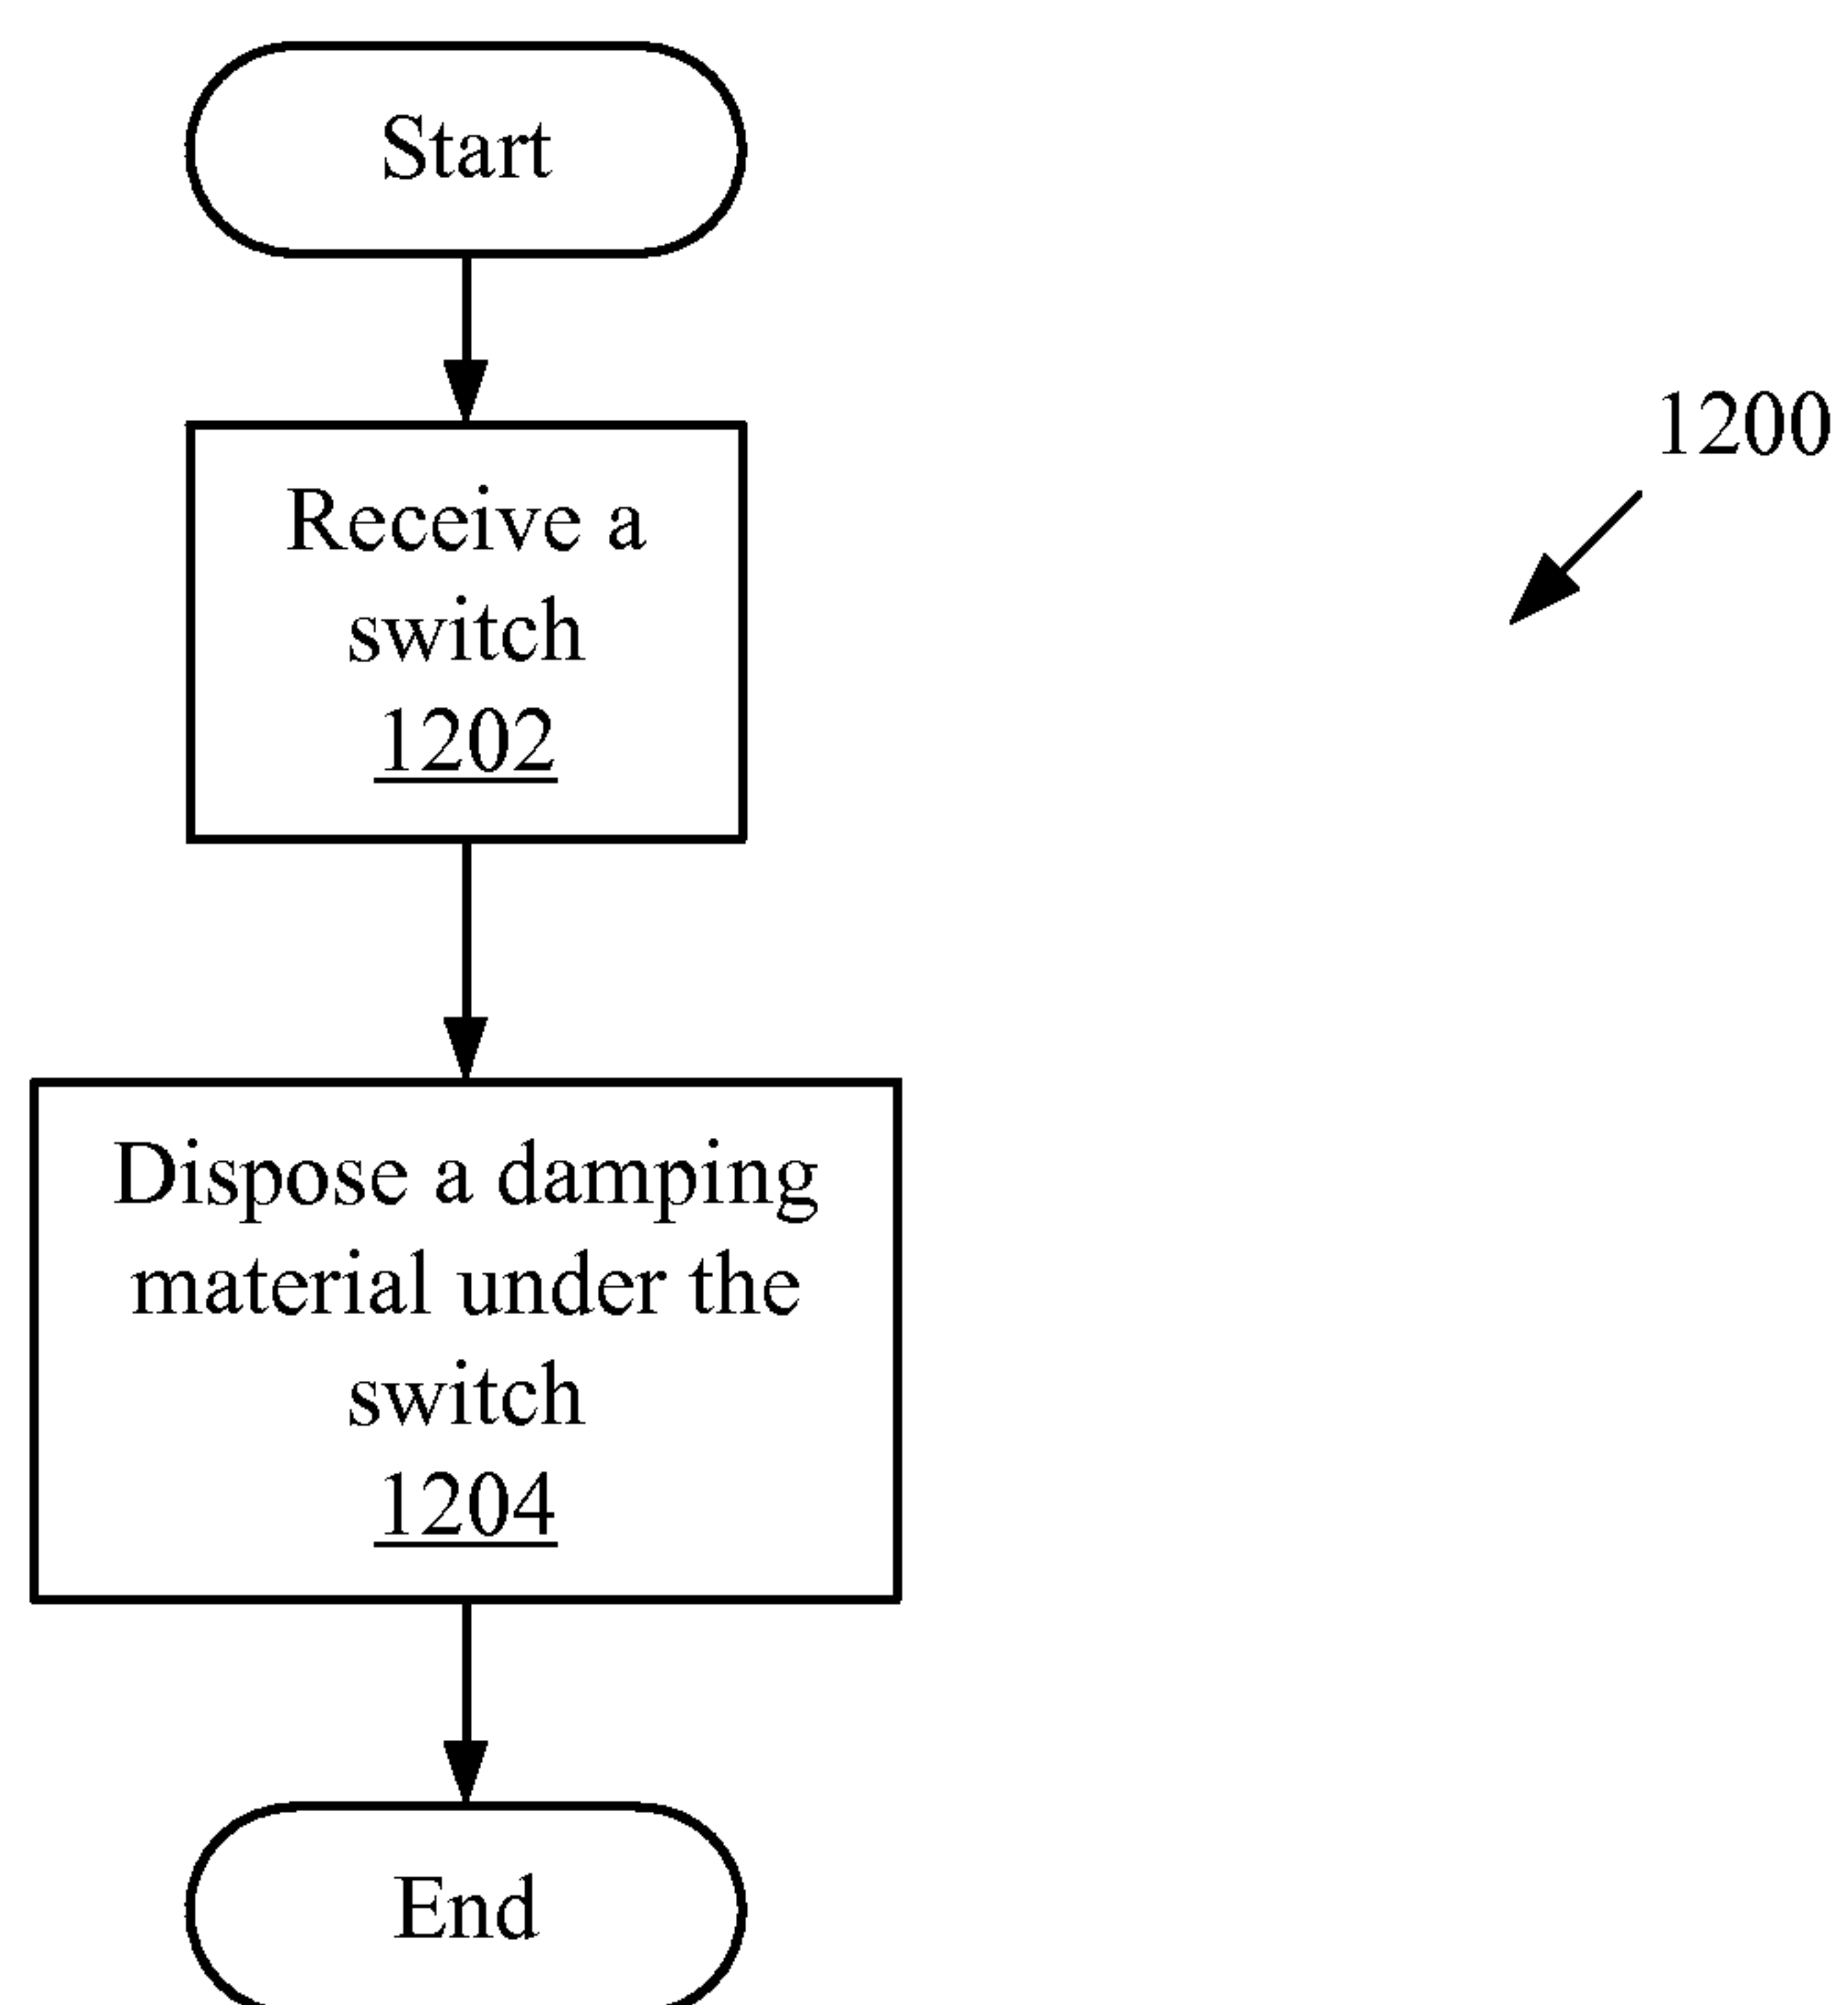 Start
1200
Receive a
switch
1202
Dispose a damping
material under the
switch
1204
End